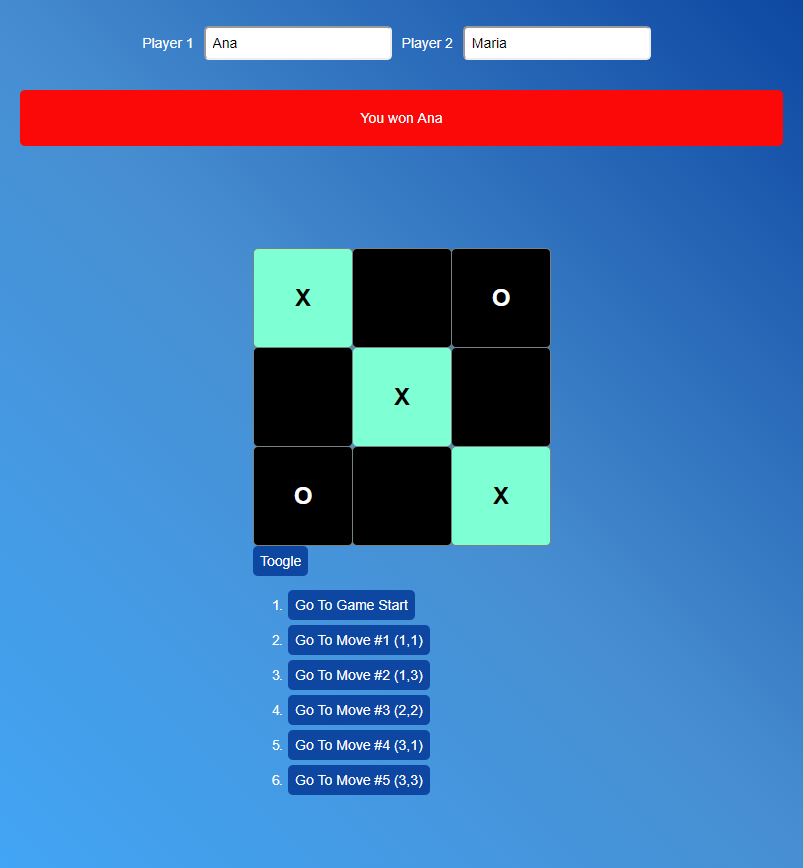 Player 1 Ana Player 2 Maria
You won Ana
X O
X
O X
Toogle
1. Go To Game Start
2. Go To Move #1 (1,1)
3. Go To Move #2 (1,3)
4. Go To Move #3 (2,2)
5. Go To Move #4 (3,1)
6. Go To Move #5 (3,3)